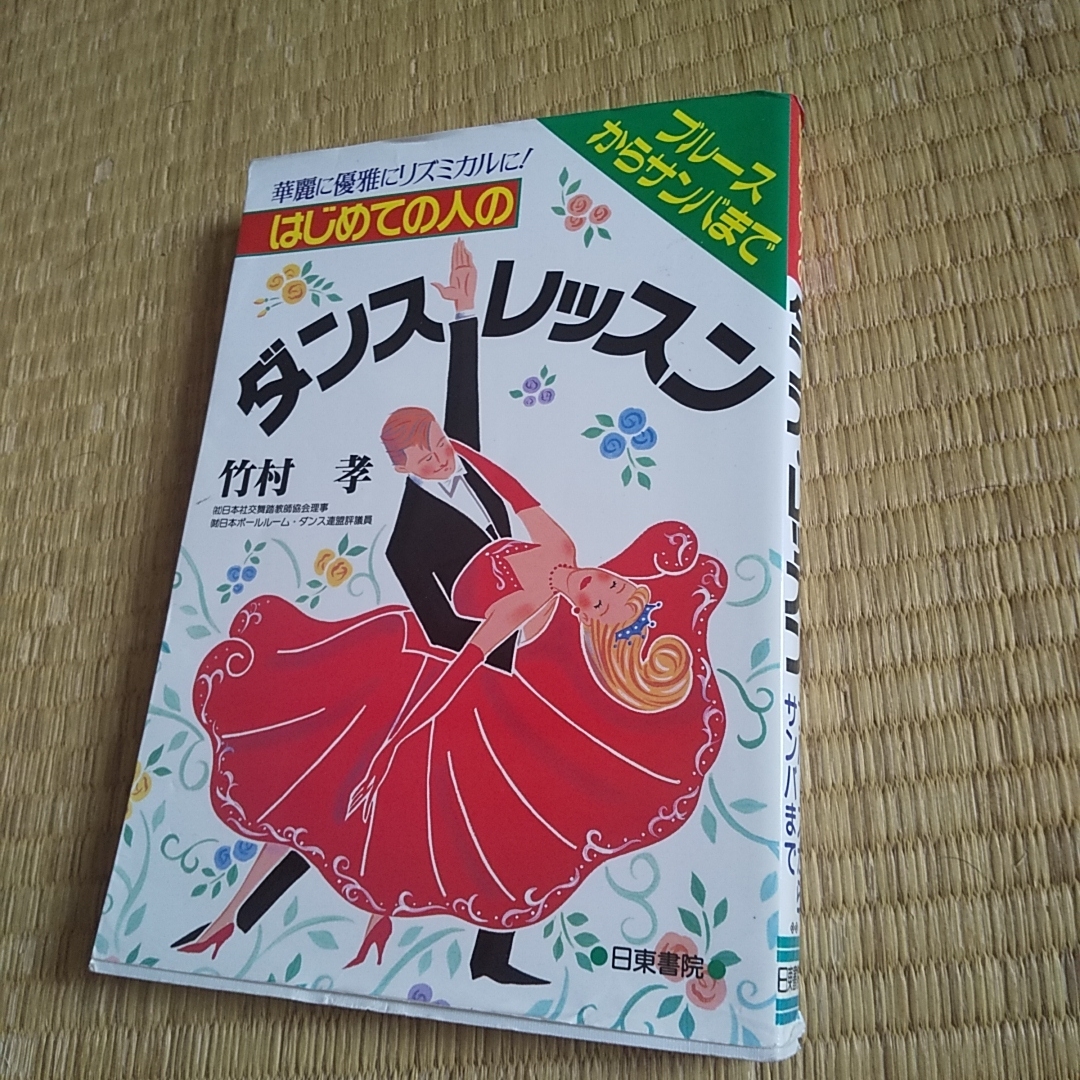 華麗に優雅にリズミカルに!
はじめての人の
ブルース
からサンバまで
ダンスレッスン
竹村 孝
㈳日本社交舞踏教師協会理事
㈶日本ボールルーム・ダンス連盟評議員
●日東書院●
サンバまで
日東書